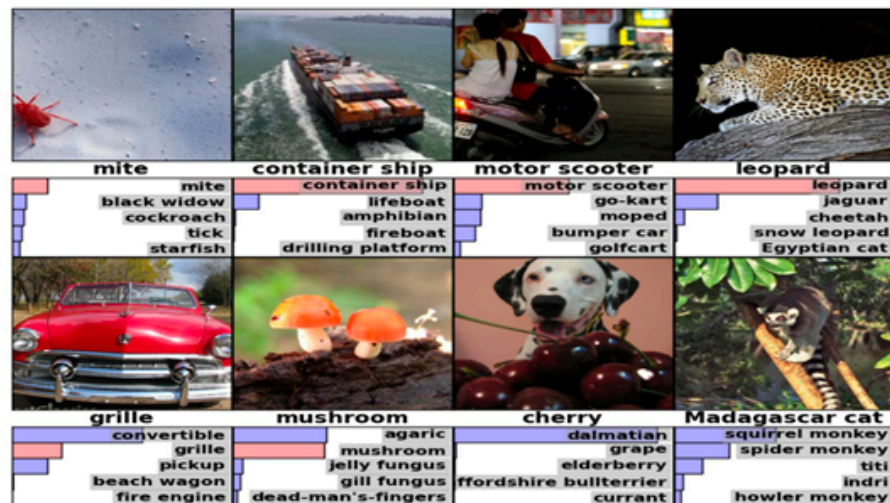 mite
container ship
motor scooter
leopard
mite
black widow
cockroach
tick
starfish
container ship
lifeboat
amphibian
fireboat
drilling platform
motor scooter
go-kart
moped
bumper car
golfcart
leopard
jaguar
cheetah
snow leopard
Egyptian cat
grille
mushroom
cherry
Madagascar cat
convertible
grille
pickup
beach wagon
fire engine
agaric
mushroom
jelly fungus
gill fungus
dead-man's-fingers
dalmatian
grape
elderberry
ffordshire bullterrier
currant
squirrel monkey
spider monkey
titi
indri
howler monkey